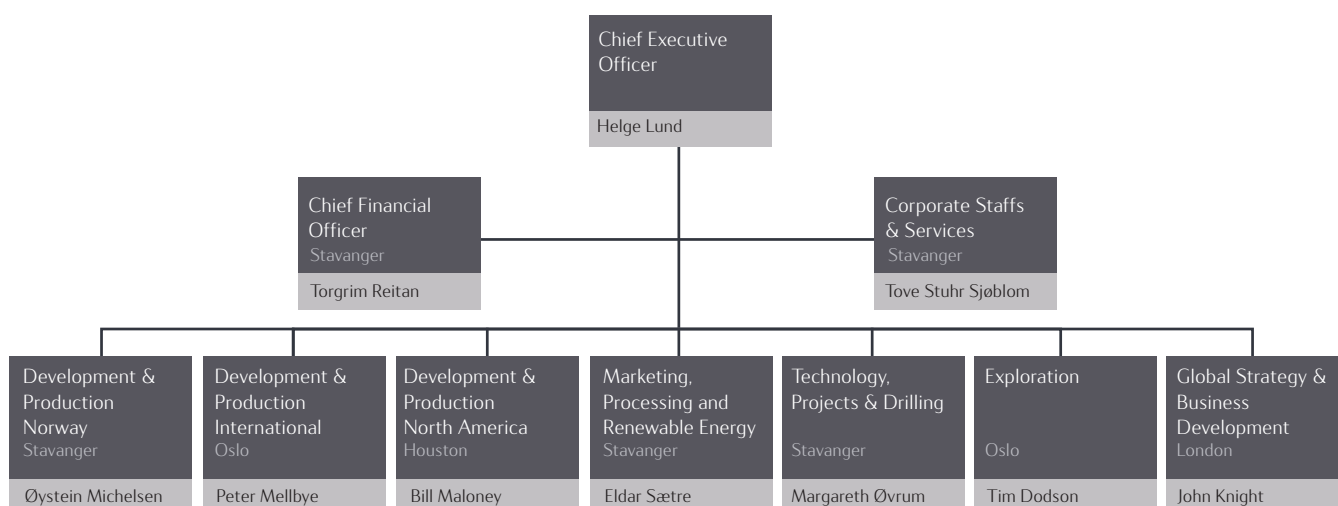 Chief Executive
Officer
Helge Lund
Chief Financial
Officer
Stavanger
Torgrim Reitan
Corporate Staffs
& Services
Stavanger
Tove Stuhr Sjøblom
Development &
Production
Norway
Stavanger
Øystein Michelsen
Development &
Production
International
Oslo
Peter Mellbye
Development &
Production
North America
Houston
Bill Maloney
Marketing,
Processing and
Renewable Energy
Stavanger
Eldar Sætre
Technology,
Projects & Drilling
Stavanger
Margareth Øvrum
Exploration
Oslo
Tim Dodson
Global Strategy &
Business
Development
London
John Knight